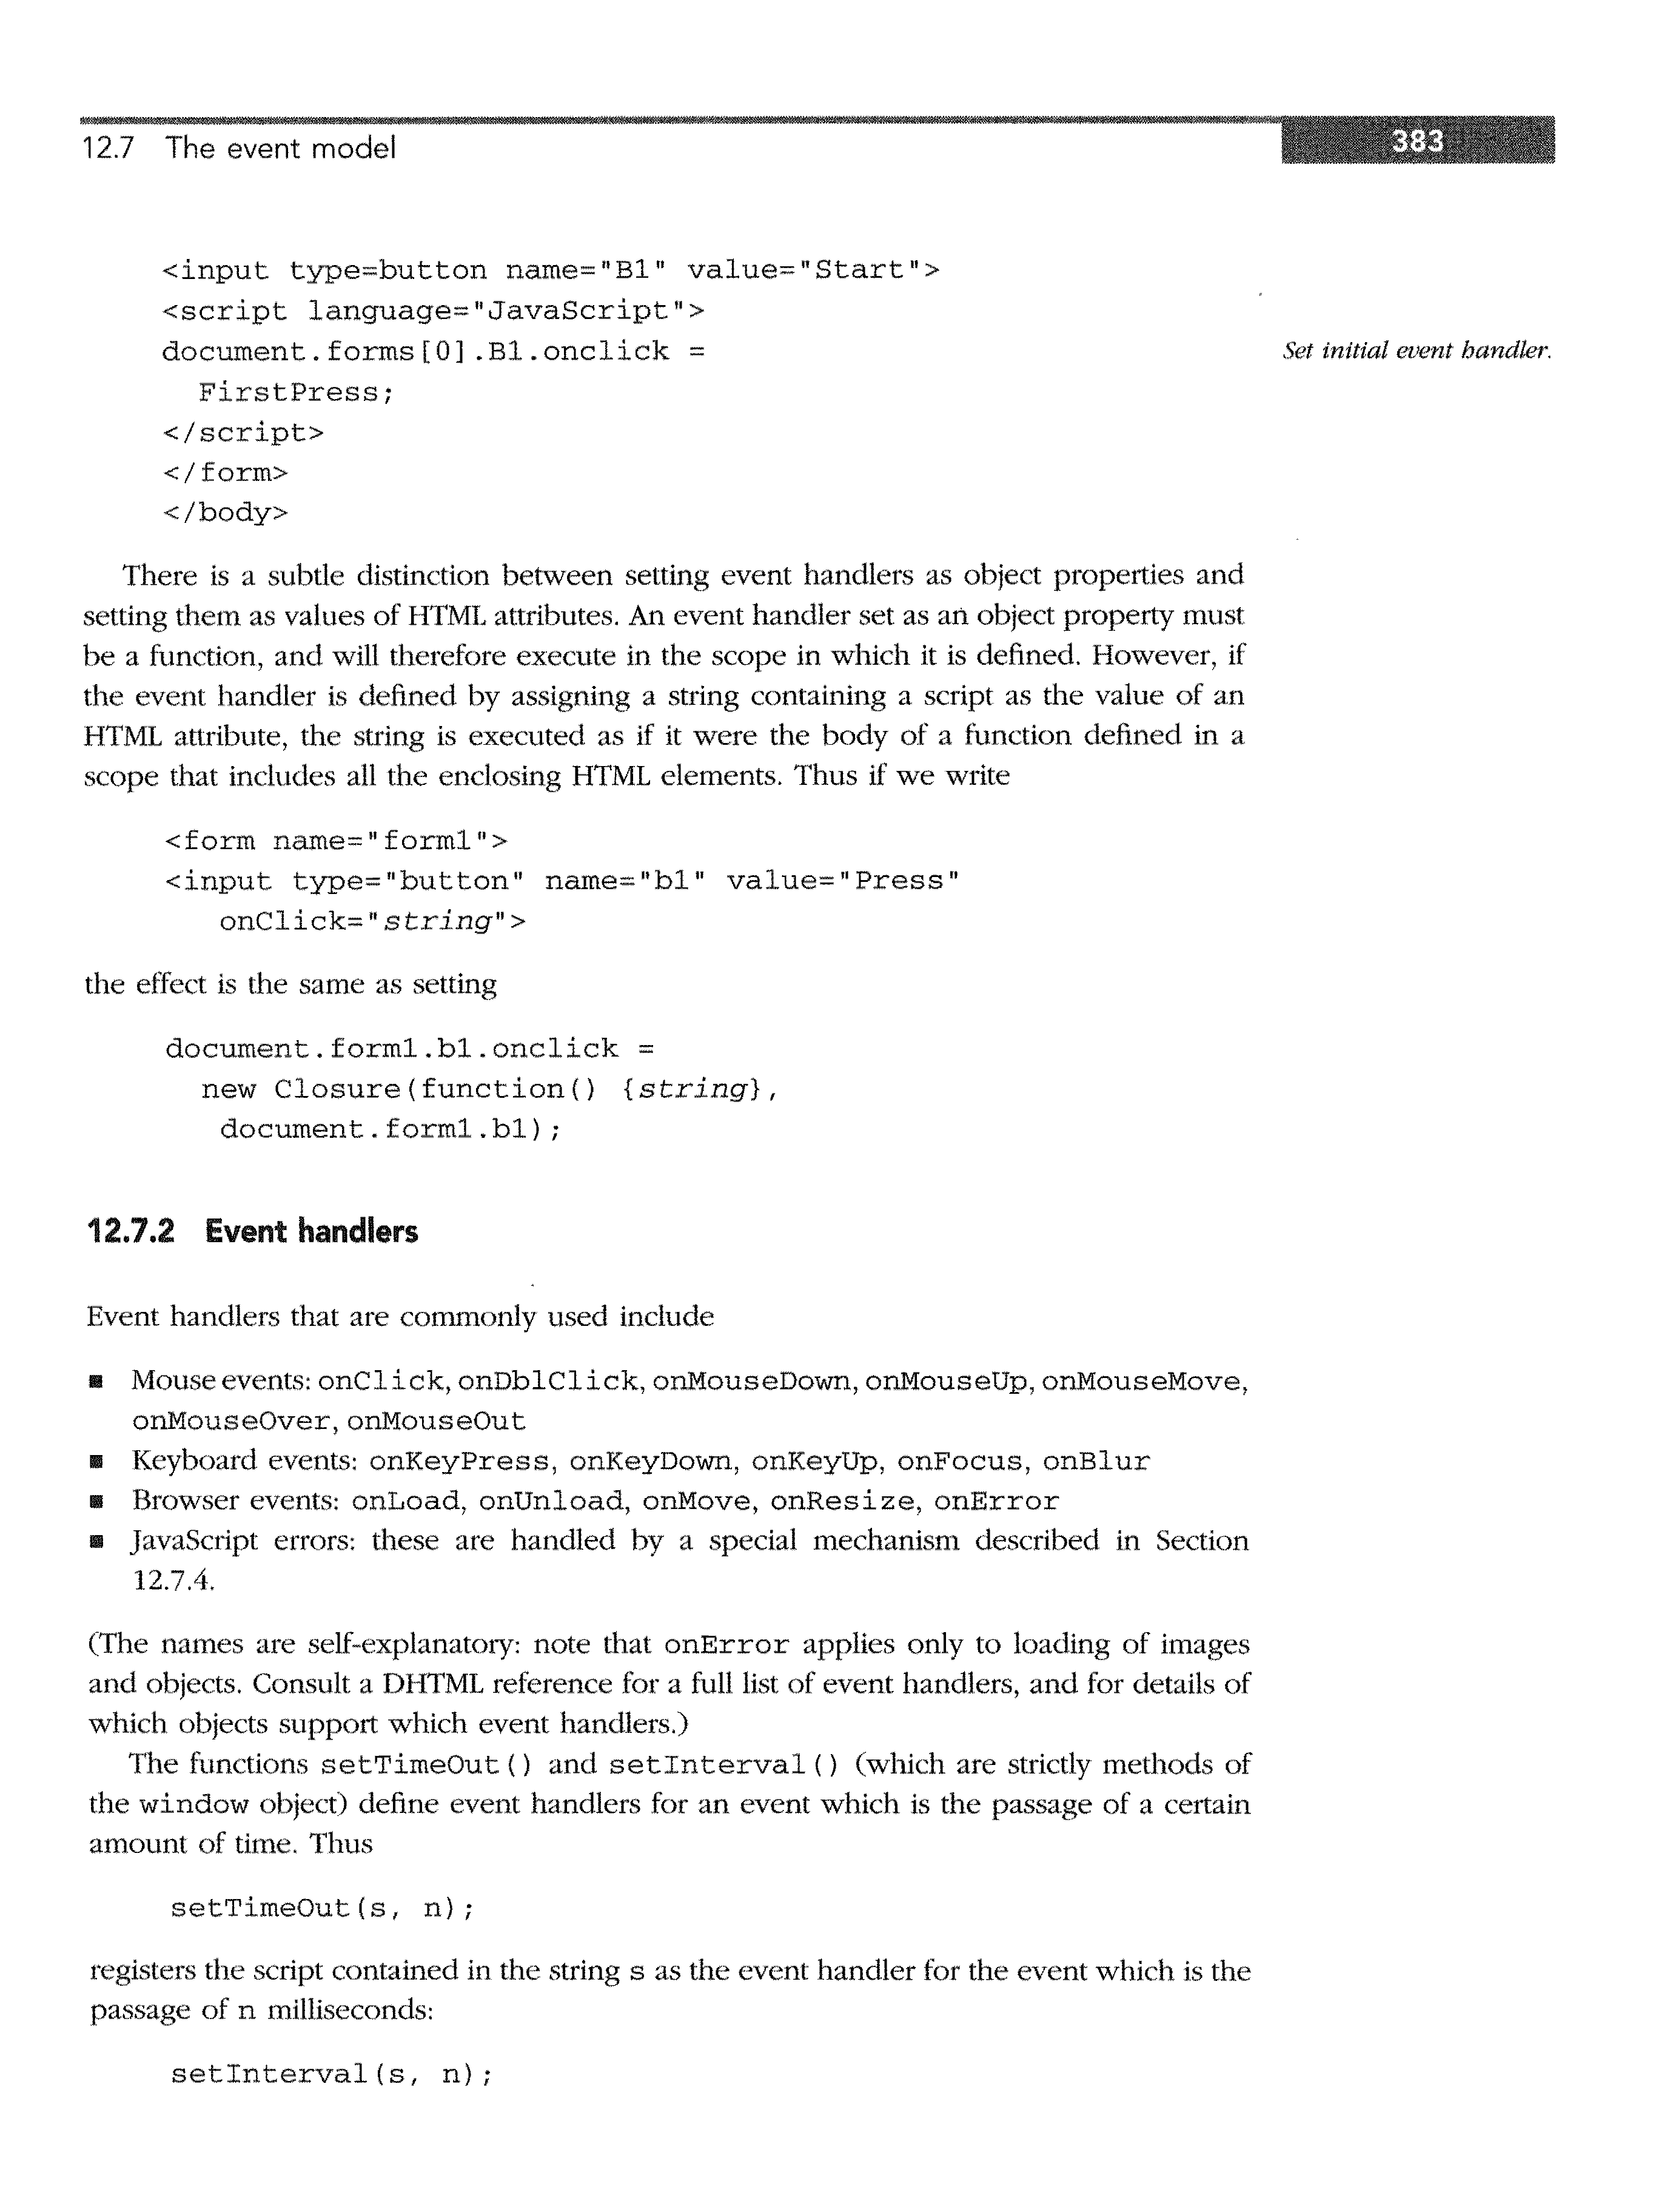 12.7 The event model
383
<input type=button name="B1" value="Start">
<script language="JavaScript">
document.forms[0].B1.onclick =
Set initial event handler.
FirstPress;
</script>
</form>
</body>
There is a subtle distinction between setting event handlers as object properties and
setting them as values of HTML attributes. An event handler set as an object property must
be a function, and will therefore execute in the scope in which it is defined. However, if
the event handler is defined by assigning a string containing a script as the value of an
HTML attribute, the string is executed as if it were the body of a function defined in a
scope that includes all the enclosing HTML elements. Thus if we write
<form name="form1">
<input type="button" name="b1" value="Press"
onClick="string">
the effect is the same as setting
document.form1.b1.onclick =
new Closure(function() {string},
document.form1.b1);
12.7.2 Event handlers
Event handlers that are commonly used include
■ Mouse events: onClick, onDblClick, onMouseDown, onMouseUp, onMouseMove,
onMouseOver, onMouseOut
■ Keyboard events: onKeyPress, onKeyDown, onKeyUp, onFocus, onBlur
■ Browser events: onLoad, onUnload, onMove, onResize, onError
■ JavaScript errors: these are handled by a special mechanism described in Section
12.7.4.
(The names are self-explanatory: note that onError applies only to loading of images
and objects. Consult a DHTML reference for a full list of event handlers, and for details of
which objects support which event handlers.)
The functions setTimeOut() and setInterval() (which are strictly methods of
the window object) define event handlers for an event which is the passage of a certain
amount of time. Thus
setTimeOut(s, n);
registers the script contained in the string s as the event handler for the event which is the
passage of n milliseconds:
setInterval(s, n);